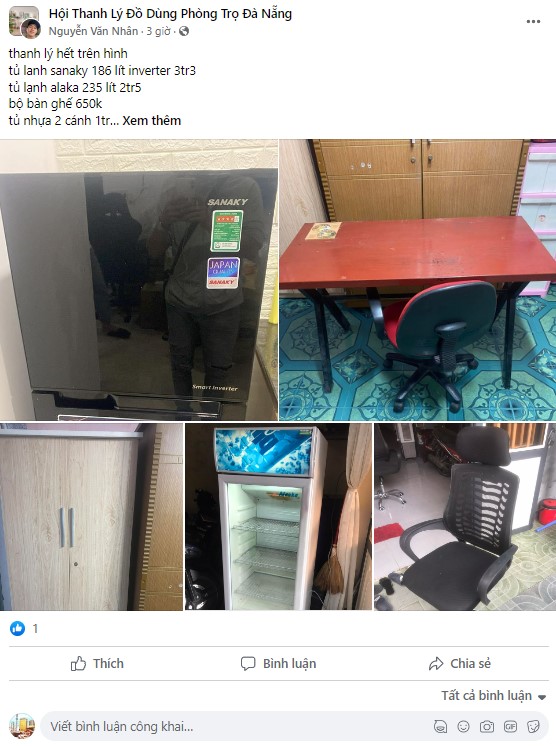 Hội Thanh Lý Đồ Dùng Phòng Trọ Đà Nẵng
Nguyễn Văn Nhân · 3 giờ ·
thanh lý hết trên hình
tủ lanh sanaky 186 lít inverter 3tr3
tủ lạnh alaka 235 lít 2tr5
bộ bàn ghế 650k
tủ nhựa 2 cánh 1tr... Xem thêm
SANAKY
JAPAN
SANAKY
Smart Inverter
1
Thích
Bình luận
Chia sẻ
Tất cả bình luận
Viết bình luận công khai...
GIF